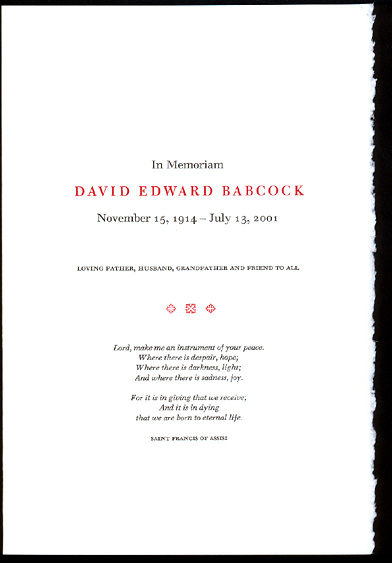 In Memoriam
DAVID EDWARD BABCOCK
November 15, 1914 – July 13, 2001
LOVING FATHER, HUSBAND, GRANDFATHER AND FRIEND TO ALL
Lord, make me an instrument of your peace.
Where there is despair, hope;
Where there is darkness, light;
And where there is sadness, joy.
For it is in giving that we receive;
And it is in dying
that we are born to eternal life.
SAINT FRANCIS OF ASSISI